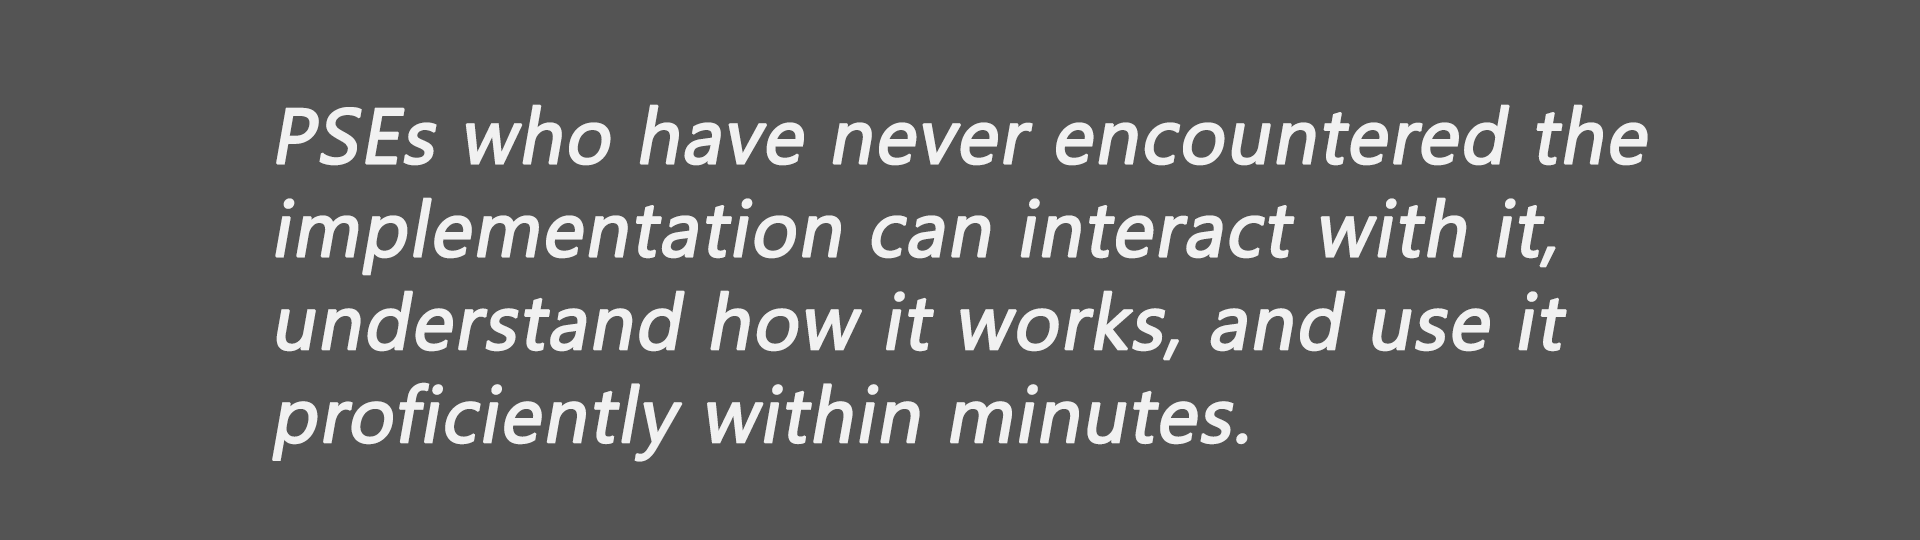 PSEs who have never encountered the
implementation can interact with it,
understand how it works, and use it
proficiently within minutes.